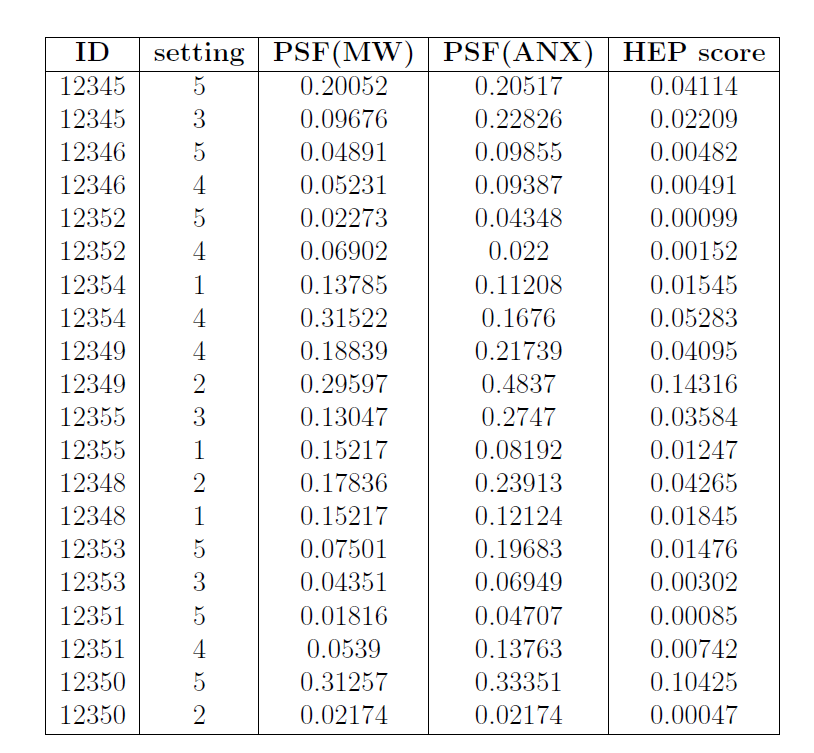 ID setting PSF(MW) PSF(ANX) HEP score
12345 5 0.20052 0.20517 0.04114
12345 3 0.09676 0.22826 0.02209
12346 5 0.04891 0.09855 0.00482
12346 4 0.05231 0.09387 0.00491
12352 5 0.02273 0.04348 0.00099
12352 4 0.06902 0.022 0.00152
12354 1 0.13785 0.11208 0.01545
12354 4 0.31522 0.1676 0.05283
12349 4 0.18839 0.21739 0.04095
12349 2 0.29597 0.4837 0.14316
12355 3 0.13047 0.2747 0.03584
12355 1 0.15217 0.08192 0.01247
12348 2 0.17836 0.23913 0.04265
12348 1 0.15217 0.12124 0.01845
12353 5 0.07501 0.19683 0.01476
12353 3 0.04351 0.06949 0.00302
12351 5 0.01816 0.04707 0.00085
12351 4 0.0539 0.13763 0.00742
12350 5 0.31257 0.33351 0.10425
12350 2 0.02174 0.02174 0.00047